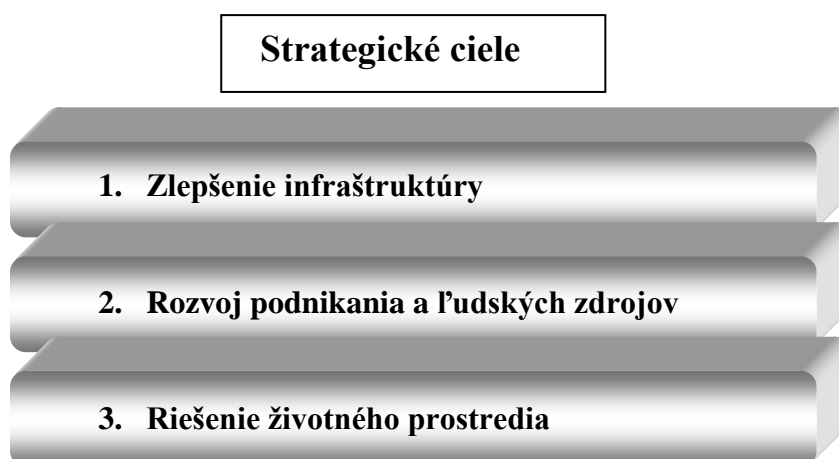 Strategické ciele
1. Zlepšenie infraštruktúry
2. Rozvoj podnikania a ľudských zdrojov
3. Riešenie životného prostredia